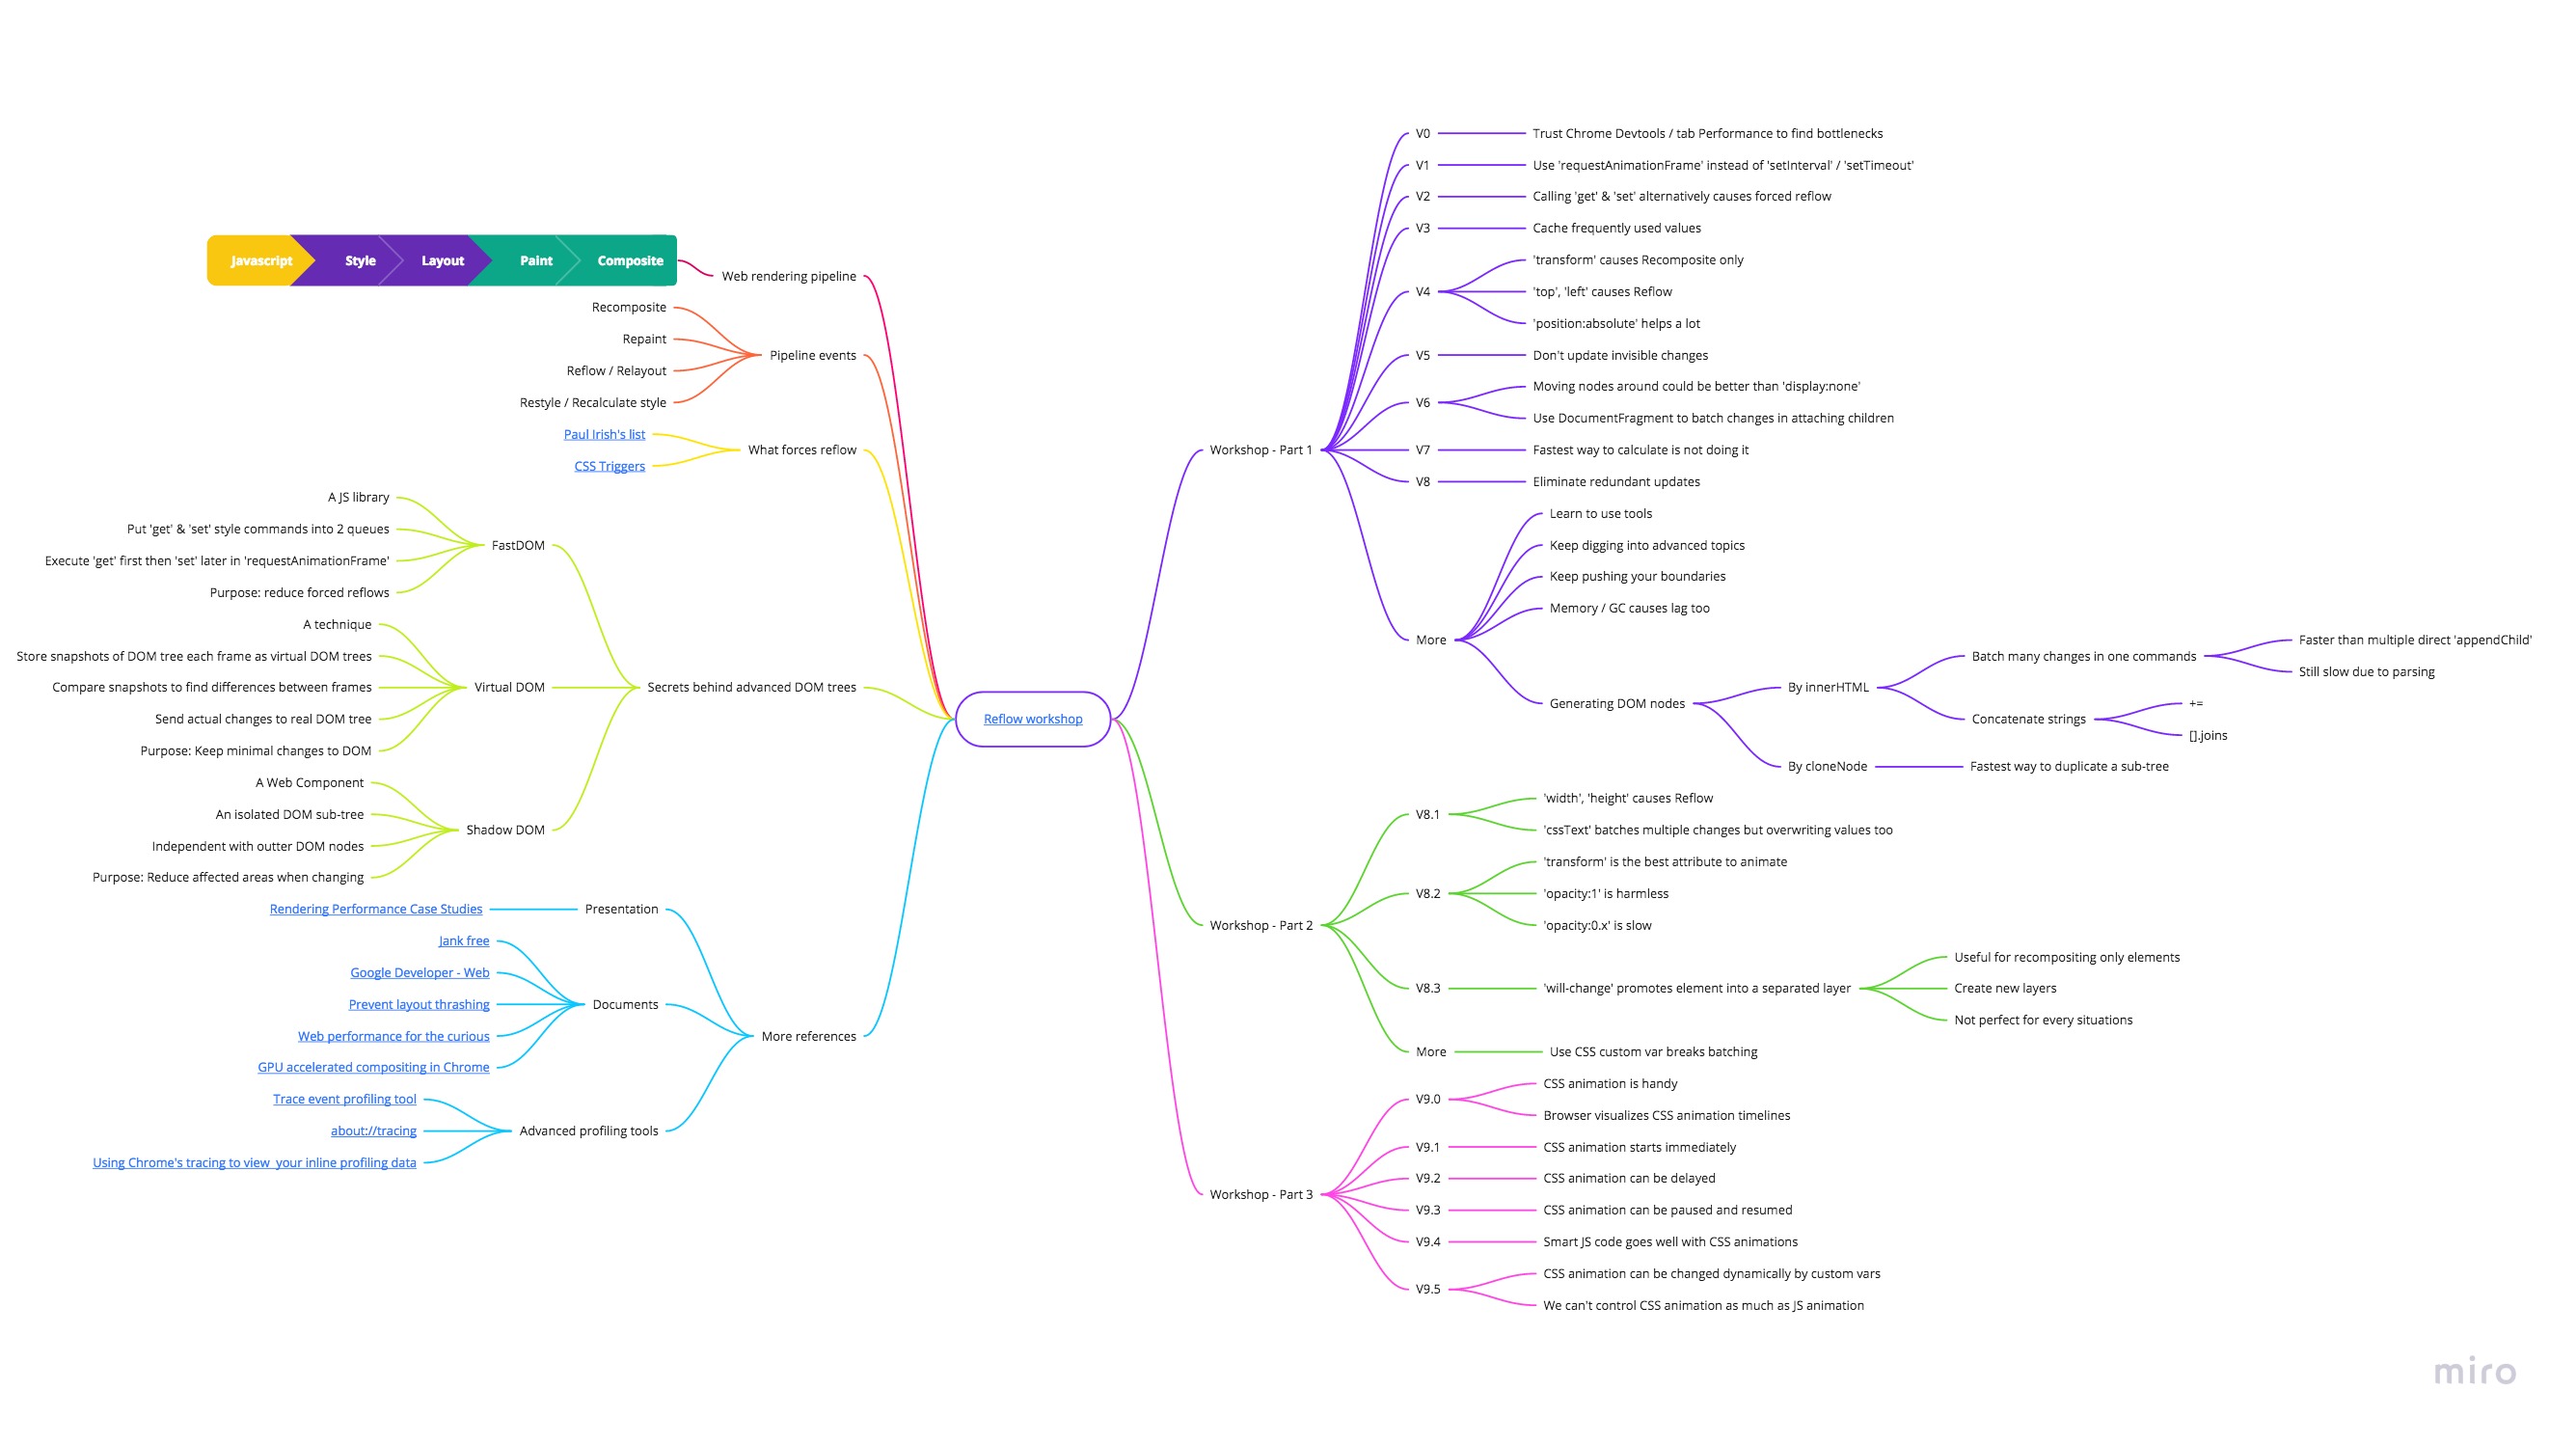 Reflow workshop
Javascript
Style
Layout
Paint
Composite
Web rendering pipeline
Recomposite
Repaint
Reflow / Relayout
Restyle / Recalculate style
Pipeline events
Paul Irish's list
CSS Triggers
What forces reflow
A JS library
Put 'get' & 'set' style commands into 2 queues
Execute 'get' first then 'set' later in 'requestAnimationFrame'
Purpose: reduce forced reflows
FastDOM
A technique
Store snapshots of DOM tree each frame as virtual DOM trees
Compare snapshots to find differences between frames
Send actual changes to real DOM tree
Purpose: Keep minimal changes to DOM
Virtual DOM
Secrets behind advanced DOM trees
A Web Component
An isolated DOM sub-tree
Independent with outter DOM nodes
Purpose: Reduce affected areas when changing
Shadow DOM
Rendering Performance Case Studies
Presentation
Jank free
Google Developer - Web
Prevent layout thrashing
Web performance for the curious
GPU accelerated compositing in Chrome
Documents
More references
Trace event profiling tool
about://tracing
Using Chrome's tracing to view  your inline profiling data
Advanced profiling tools
Workshop - Part 1
V0
Trust Chrome Devtools / tab Performance to find bottlenecks
V1
Use 'requestAnimationFrame' instead of 'setInterval' / 'setTimeout'
V2
Calling 'get' & 'set' alternatively causes forced reflow
V3
Cache frequently used values
V4
'transform' causes Recomposite only
'top', 'left' causes Reflow
'position:absolute' helps a lot
V5
Don't update invisible changes
V6
Moving nodes around could be better than 'display:none'
Use DocumentFragment to batch changes in attaching children
V7
Fastest way to calculate is not doing it
V8
Eliminate redundant updates
More
Learn to use tools
Keep digging into advanced topics
Keep pushing your boundaries
Memory / GC causes lag too
Generating DOM nodes
By innerHTML
Batch many changes in one commands
Faster than multiple direct 'appendChild'
Still slow due to parsing
Concatenate strings
+=
[].joins
By cloneNode
Fastest way to duplicate a sub-tree
Workshop - Part 2
V8.1
'width', 'height' causes Reflow
'cssText' batches multiple changes but overwriting values too
V8.2
'transform' is the best attribute to animate
'opacity:1' is harmless
'opacity:0.x' is slow
V8.3
'will-change' promotes element into a separated layer
Useful for recompositing only elements
Create new layers
Not perfect for every situations
More
Use CSS custom var breaks batching
Workshop - Part 3
V9.0
CSS animation is handy
Browser visualizes CSS animation timelines
V9.1
CSS animation starts immediately
V9.2
CSS animation can be delayed
V9.3
CSS animation can be paused and resumed
V9.4
Smart JS code goes well with CSS animations
V9.5
CSS animation can be changed dynamically by custom vars
We can't control CSS animation as much as JS animation
miro